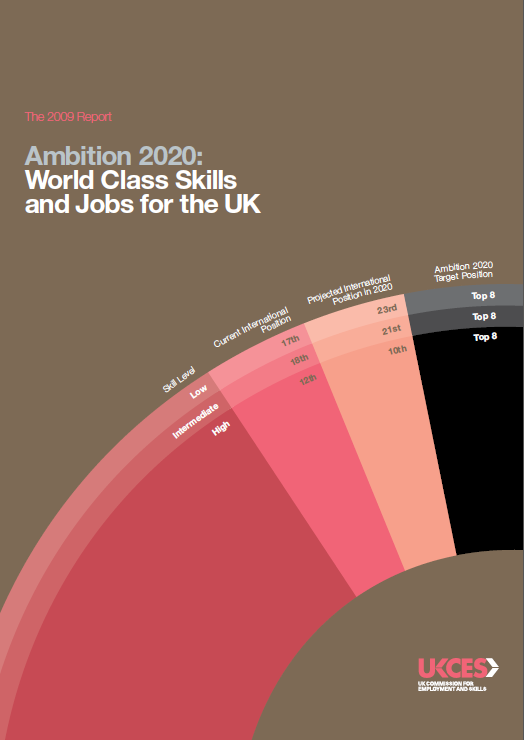 The 2009 Report
Ambition 2020:
World Class Skills
and Jobs for the UK
Skill Level
Low
Intermediate
High
Current International
Position
17th
18th
12th
Projected International
Position in 2020
23rd
21st
10th
Ambition 2020
Target Position
Top 8
Top 8
Top 8
UKCES
UK COMMISSION FOR
EMPLOYMENT AND SKILLS